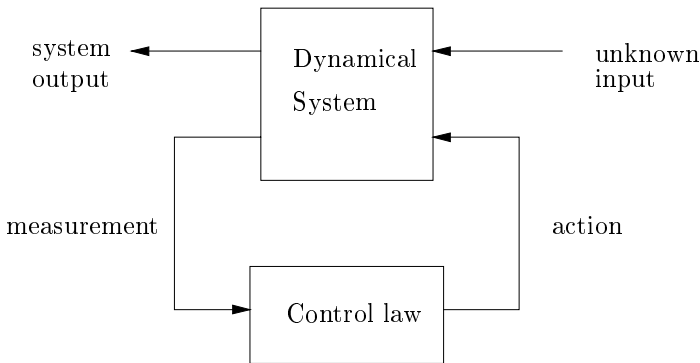 system
output
Dynamical
System
unknown
input
measurement
action
Control law